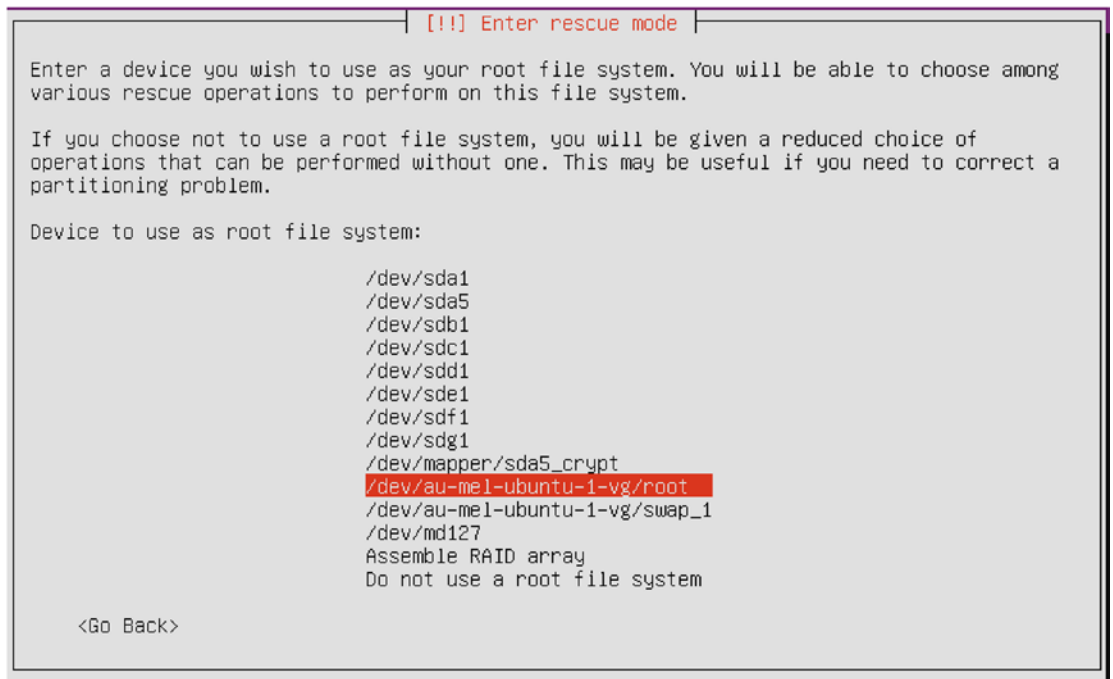 [!!] Enter rescue mode
Enter a device you wish to use as your root file system. You will be able to choose among
various rescue operations to perform on this file system.
If you choose not to use a root file system, you will be given a reduced choice of
operations that can be performed without one. This may be useful if you need to correct a
partitioning problem.
Device to use as root file system:
/dev/sda1
/dev/sda5
/dev/sdb1
/dev/sdc1
/dev/sdd1
/dev/sde1
/dev/sdf1
/dev/sdg1
/dev/mapper/sda5_crypt
/dev/au-mel-ubuntu-1-vg/root
/dev/au-mel-ubuntu-1-vg/swap_1
/dev/md127
Assemble RAID array
Do not use a root file system
<Go Back>